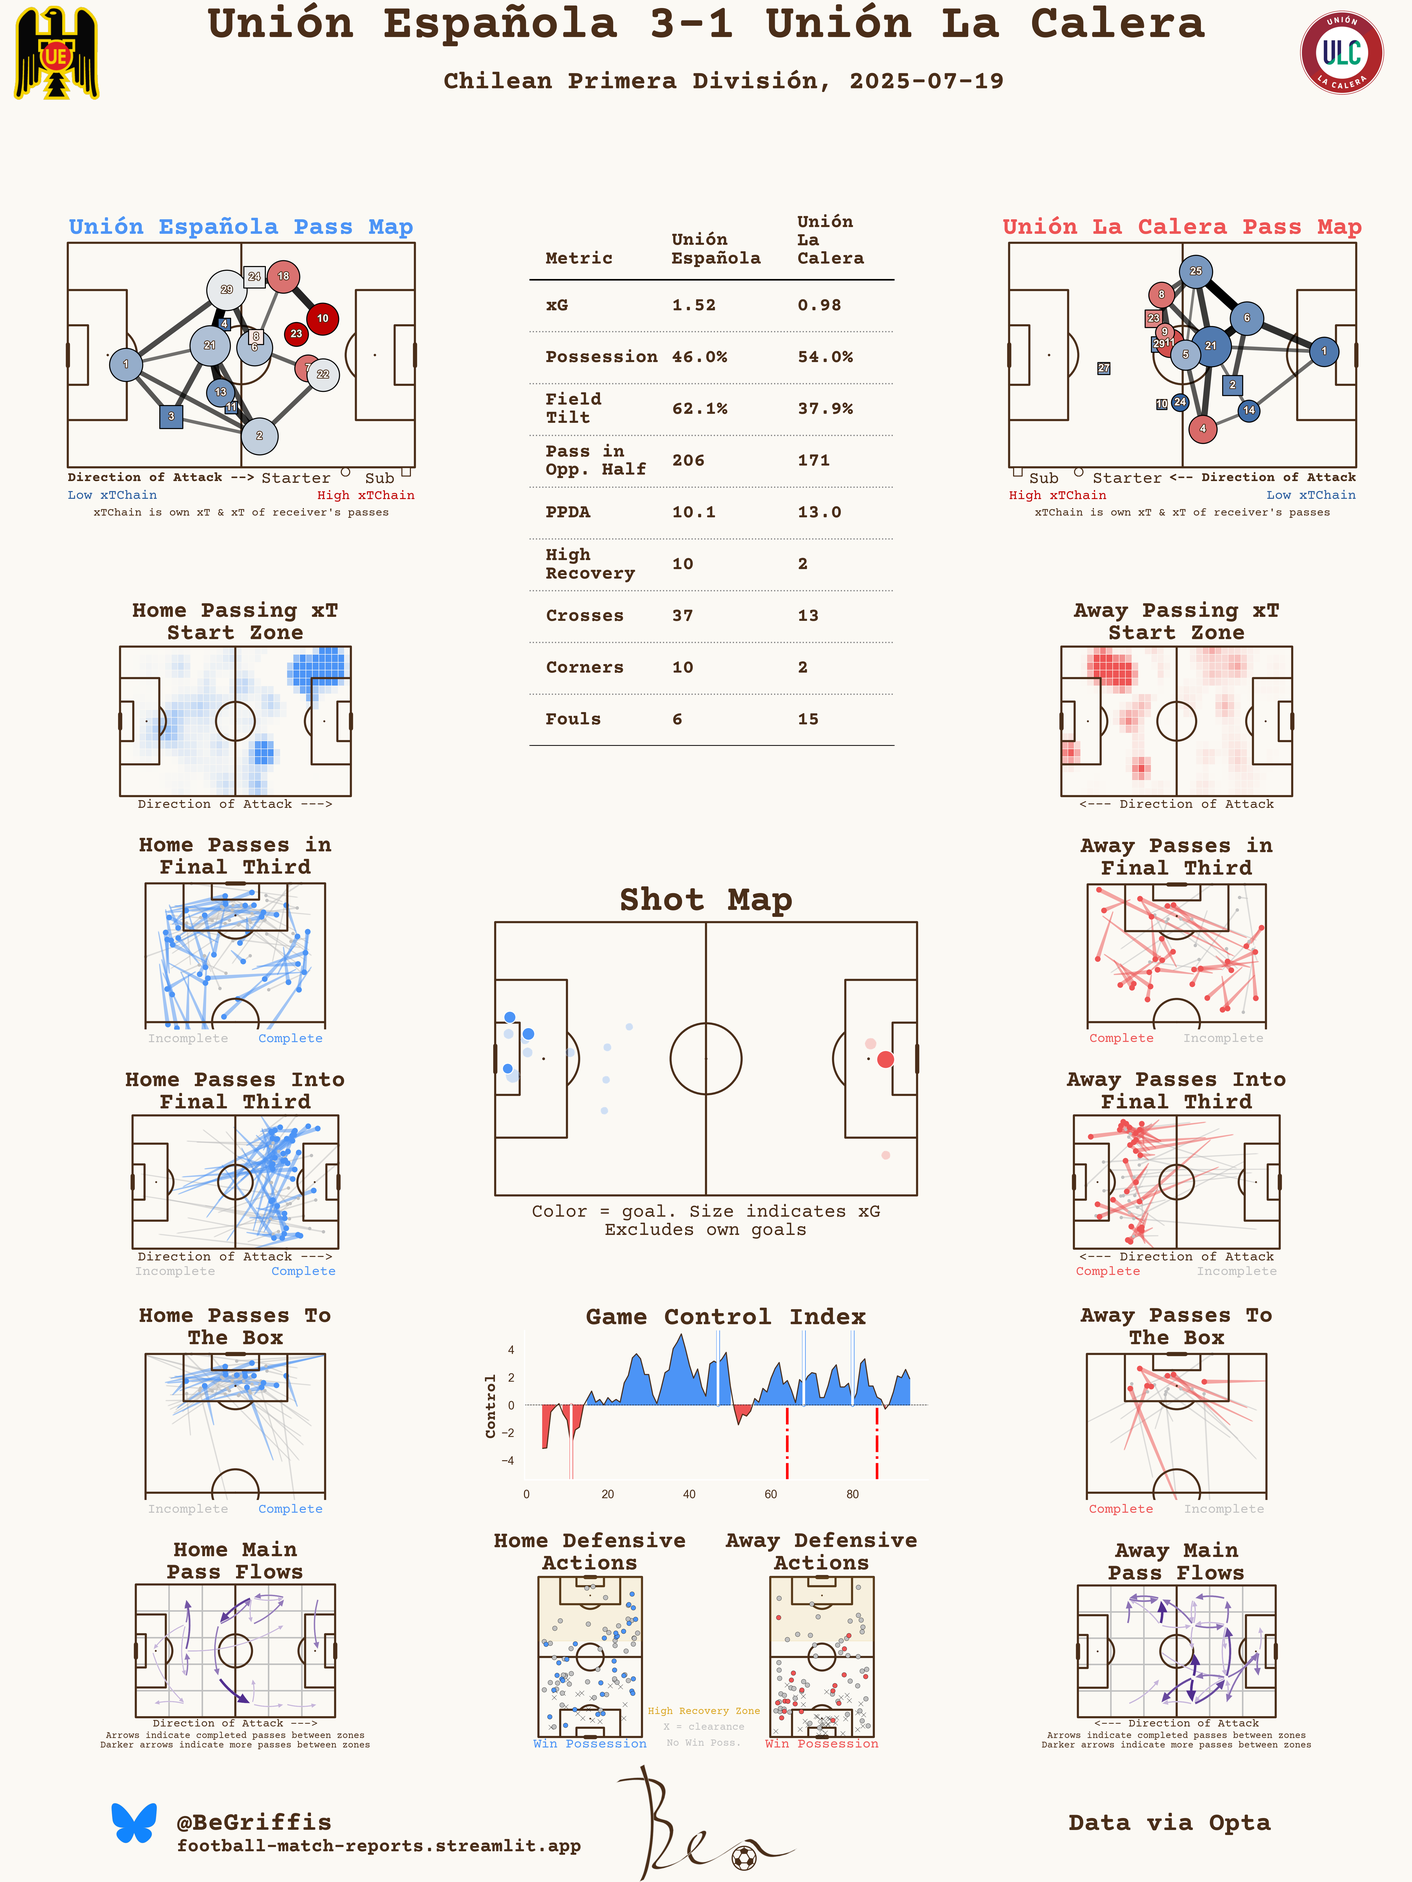 Unión Española 3-1 Unión La Calera
Chilean Primera División, 2025-07-19
UE
UNIÓN
ULC
LA CALERA
Unión Española Pass Map
29
24
18
4
10
8
23
21
6
1
7
22
13
11
3
2
Direction of Attack --> Starter Sub
Low xTChain High xTChain
xTChain is own xT & xT of receiver's passes
Metric Unión Española Unión La Calera
xG 1.52 0.98
Possession 46.0% 54.0%
Field Tilt 62.1% 37.9%
Pass in Opp. Half 206 171
PPDA 10.1 13.0
High Recovery 10 2
Crosses 37 13
Corners 10 2
Fouls 6 15
Unión La Calera Pass Map
25
8
23
6
9
29
11
21
5
1
27
2
10
24
14
4
Sub Starter <-- Direction of Attack
High xTChain Low xTChain
xTChain is own xT & xT of receiver's passes
Home Passing xT
Start Zone
Direction of Attack --->
Away Passing xT
Start Zone
<--- Direction of Attack
Home Passes in
Final Third
Incomplete Complete
Away Passes in
Final Third
Complete Incomplete
Shot Map
Color = goal. Size indicates xG
Excludes own goals
Home Passes Into
Final Third
Direction of Attack --->
Incomplete Complete
Away Passes Into
Final Third
<--- Direction of Attack
Complete Incomplete
Home Passes To
The Box
Incomplete Complete
Game Control Index
Control
4
2
0
−2
−4
0 20 40 60 80
Away Passes To
The Box
Complete Incomplete
Home Main
Pass Flows
Direction of Attack --->
Arrows indicate completed passes between zones
Darker arrows indicate more passes between zones
Home Defensive
Actions
Win Possession
High Recovery Zone
X = clearance
No Win Poss.
Away Defensive
Actions
Win Possession
Away Main
Pass Flows
<--- Direction of Attack
Arrows indicate completed passes between zones
Darker arrows indicate more passes between zones
@BeGriffis
football-match-reports.streamlit.app
Ben
Data via Opta